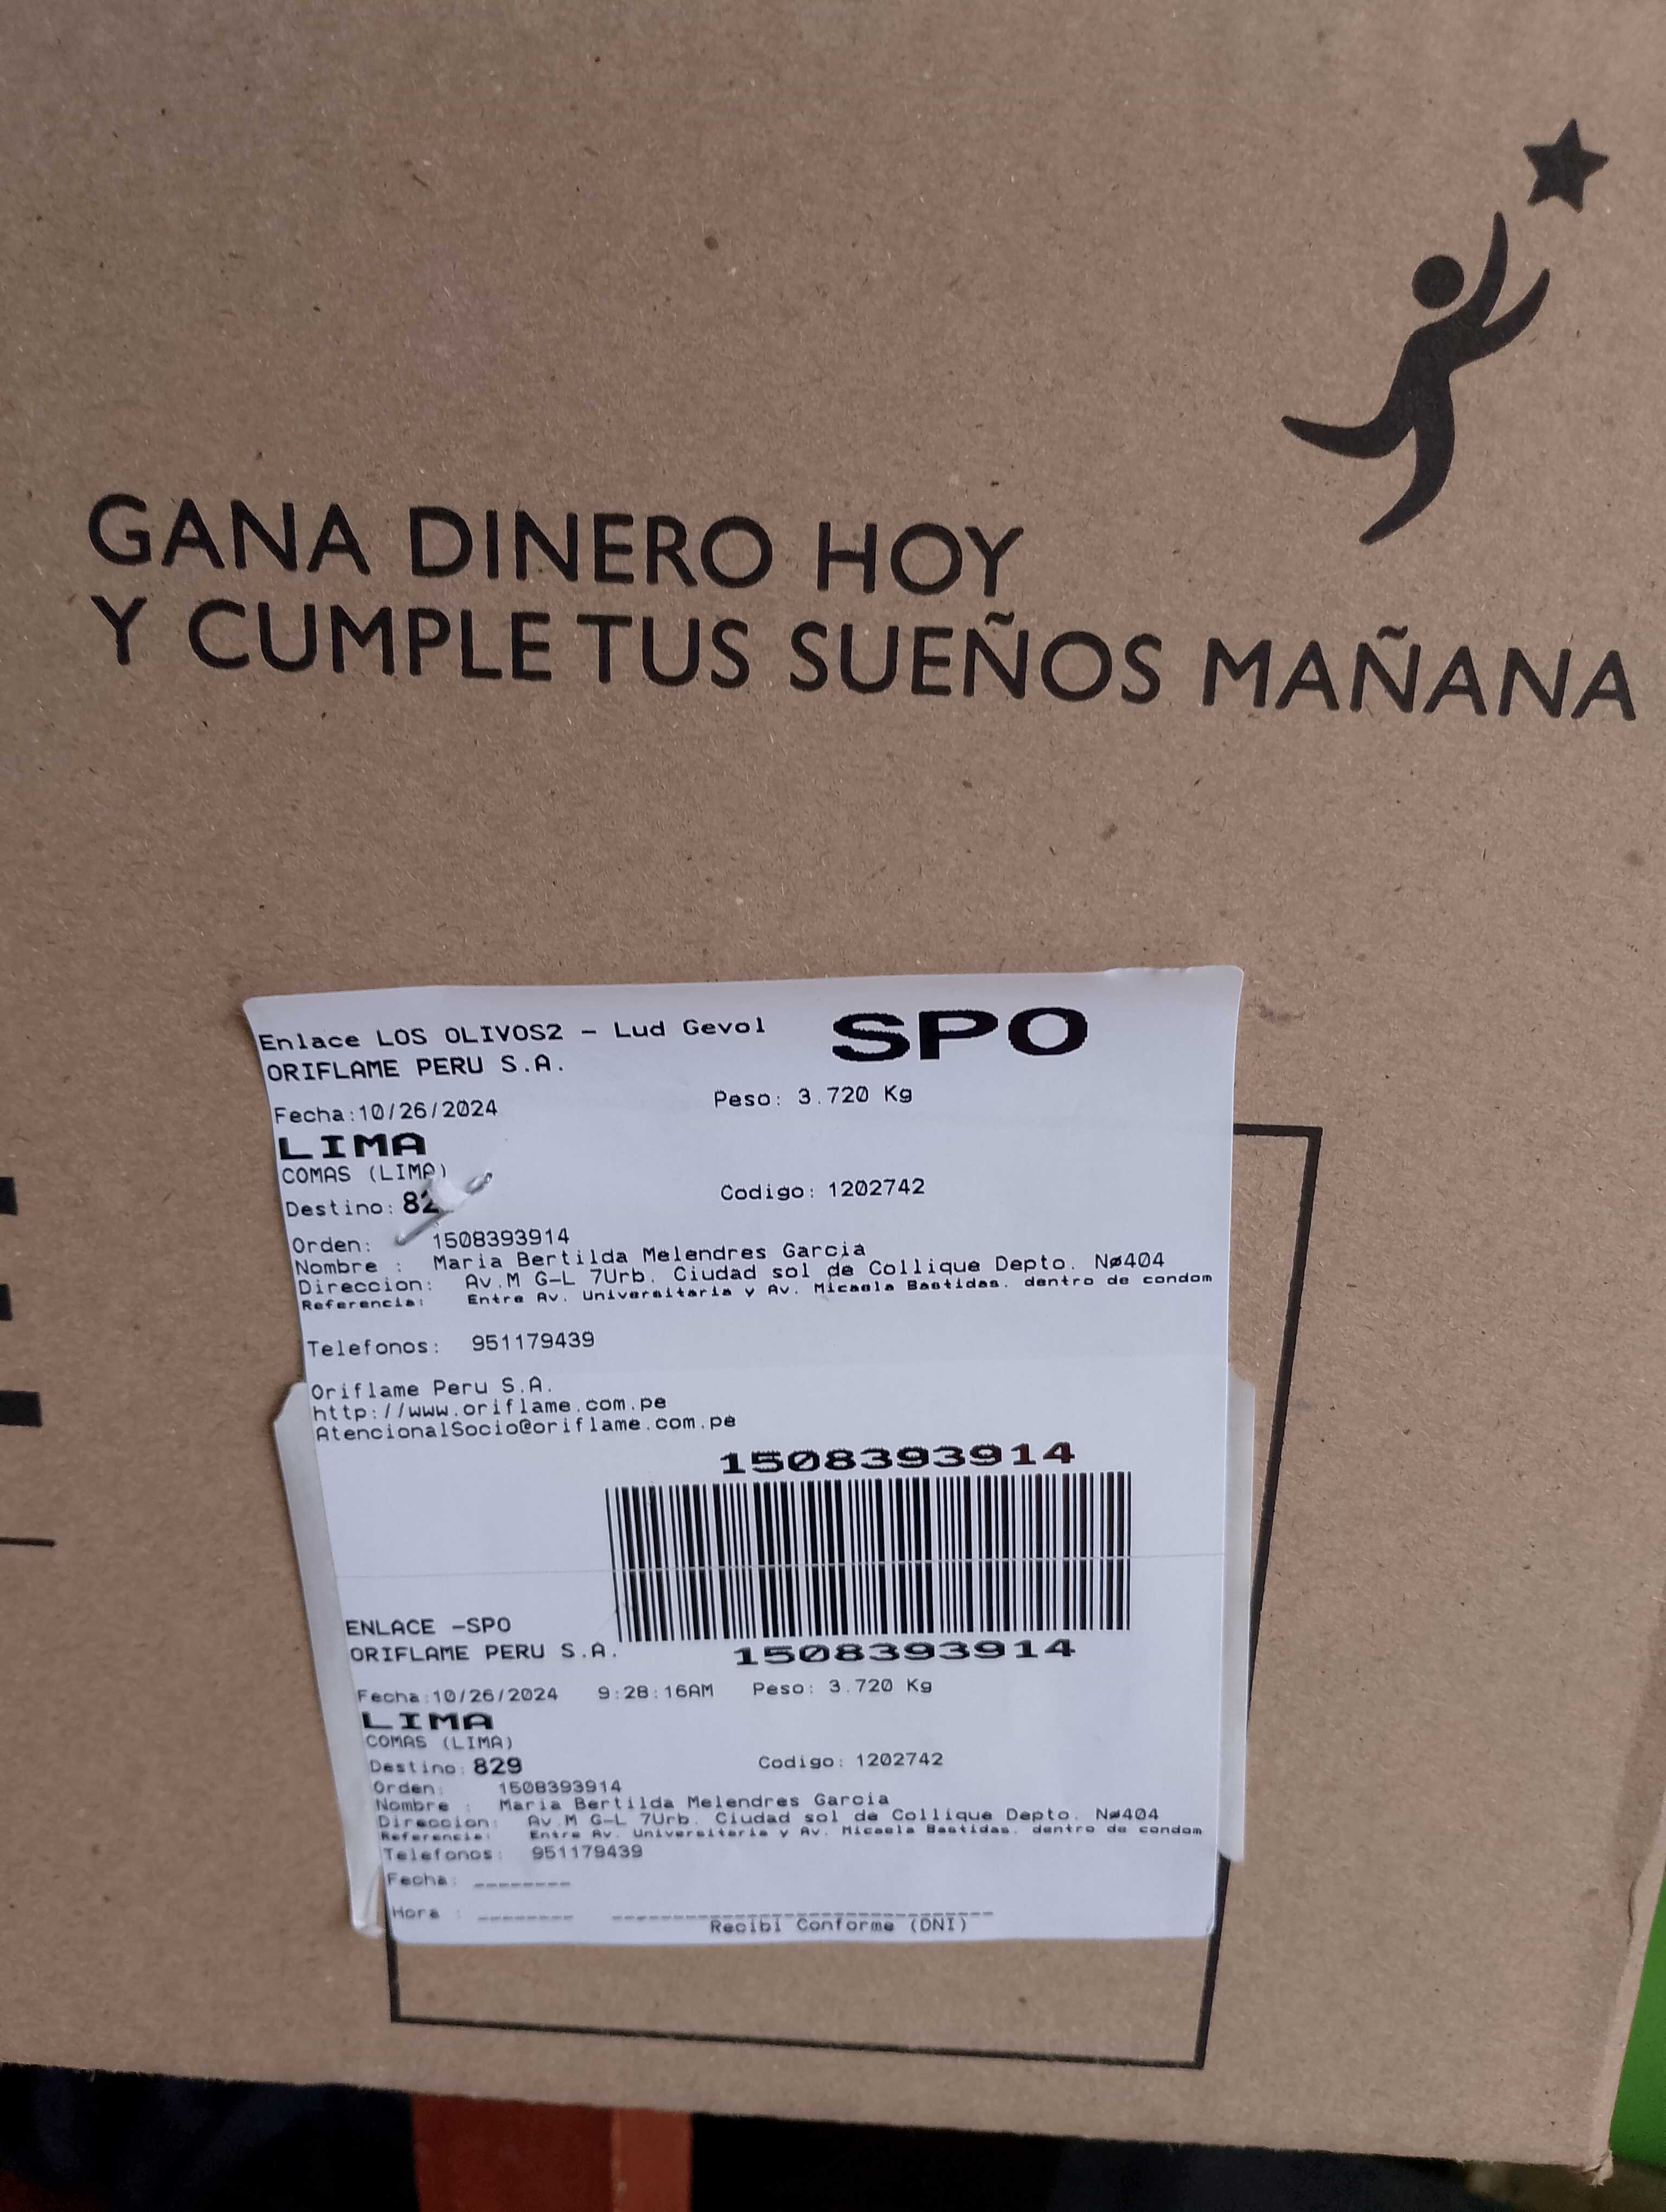 GANA DINERO HOY
Y CUMPLE TUS SUEÑOS MAÑANA
Enlace LOS OLIVOS2 - Lud Gevol SPO
ORIFLAME PERU S.A.
Fecha:10/26/2024 Peso: 3.720 Kg
LIMA
COMAS (LIMA)
Destino: 82 Codigo: 1202742
Orden: 1508393914
Nombre : Maria Bertilda Melendres Garcia
Direccion: Av.M G-L 7Urb. Ciudad sol de Collique Depto. Nø404
Referencia: Entre Av. Universitaria y Av. Micaela Bastidas. dentro de condom
Telefonos: 951179439
Oriflame Peru S.A.
http://www.oriflame.com.pe
AtencionalSocio@oriflame.com.pe
1508393914
1508393914
ENLACE -SPO
ORIFLAME PERU S.A.
Fecha:10/26/2024 9:28:16AM Peso: 3.720 Kg
LIMA
COMAS (LIMA)
Destino: 829 Codigo: 1202742
Orden: 1508393914
Nombre : Maria Bertilda Melendres Garcia
Direccion: Av.M G-L 7Urb. Ciudad sol de Collique Depto. Nø404
Referencia: Entre Av. Universitaria y Av. Micaela Bastidas. dentro de condom
Telefonos: 951179439
Fecha: ________
Hora : ________ ________________________________
Recibi Conforme (DNI)